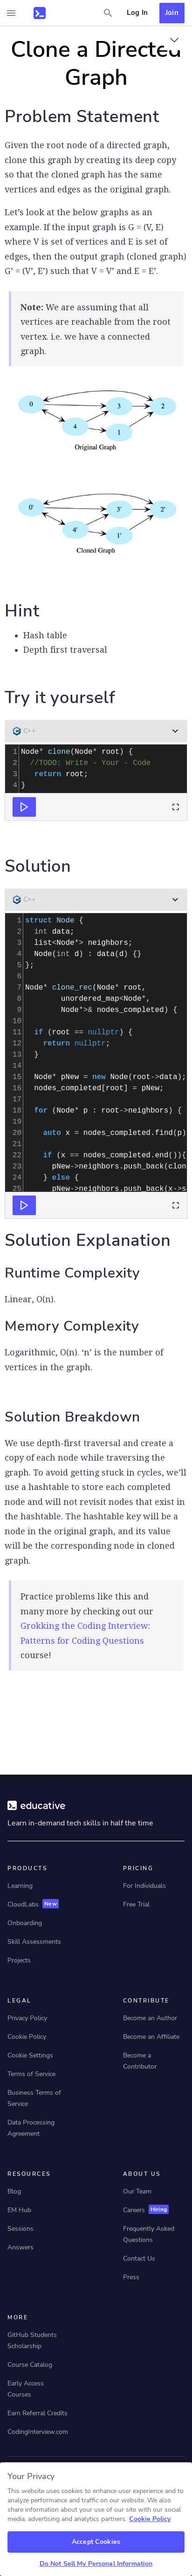 Log In
Join
Clone a Directed
Graph
Problem Statement
Given the root node of a directed graph,
clone this graph by creating its deep copy so
that the cloned graph has the same
vertices and edges as the original graph.
Let’s look at the below graphs as an
example. If the input graph is G = (V, E)
where V is set of vertices and E is set of
edges, then the output graph (cloned graph)
G’ = (V’, E’) such that V = V’ and E = E’.
Note: We are assuming that all
vertices are reachable from the root
vertex. i.e. we have a connected
graph.
0
3
2
4
1
Original Graph
0'
3'
2'
4'
1'
Cloned Graph
Hint
Hash table
Depth first traversal
Try it yourself
C++
1 Node* clone(Node* root) {
2 //TODO: Write - Your - Code
3 return root;
4 }
Solution
C++
1 struct Node {
2 int data;
3 list<Node*> neighbors;
4 Node(int d) : data(d) {}
5 };
6
7 Node* clone_rec(Node* root,
8 unordered_map<Node*,
9 Node*>& nodes_completed) {
10
11 if (root == nullptr) {
12 return nullptr;
13 }
14
15 Node* pNew = new Node(root->data);
16 nodes_completed[root] = pNew;
17
18 for (Node* p : root->neighbors) {
19
20 auto x = nodes_completed.find(p)
21
22 if (x == nodes_completed.end()){
23 pNew->neighbors.push_back(clon
24 } else {
25 pNew->neighbors.push_back(x->s
Solution Explanation
Runtime Complexity
Linear, O(n).
Memory Complexity
Logarithmic, O(n). ‘n’ is the number of
vertices in the graph.
Solution Breakdown
We use depth-first traversal and create a
copy of each node while traversing the
graph. To avoid getting stuck in cycles, we’ll
use a hashtable to store each completed
node and will not revisit nodes that exist in
the hashtable. The hashtable key will be a
node in the original graph, and its value
will be the corresponding node in cloned
graph.
Practice problems like this and
many more by checking out our
Grokking the Coding Interview:
Patterns for Coding Questions
course!
educative
Learn in-demand tech skills in half the time
PRODUCTS
Learning
CloudLabs New
Onboarding
Skill Assessments
Projects
PRICING
For Individuals
Free Trial
LEGAL
Privacy Policy
Cookie Policy
Cookie Settings
Terms of Service
Business Terms of
Service
Data Processing
Agreement
CONTRIBUTE
Become an Author
Become an Affiliate
Become a
Contributor
RESOURCES
Blog
EM Hub
Sessions
Answers
ABOUT US
Our Team
Careers Hiring
Frequently Asked
Questions
Contact Us
Press
MORE
GitHub Students
Scholarship
Course Catalog
Early Access
Courses
Earn Referral Credits
CodingInterview.com
Your Privacy
This website uses cookies to enhance user experience and to
analyze performance and traffic on our website. We also
share information about your use of our site with our social
media, advertising and analytics partners. Cookie Policy
Accept Cookies
Do Not Sell My Personal Information